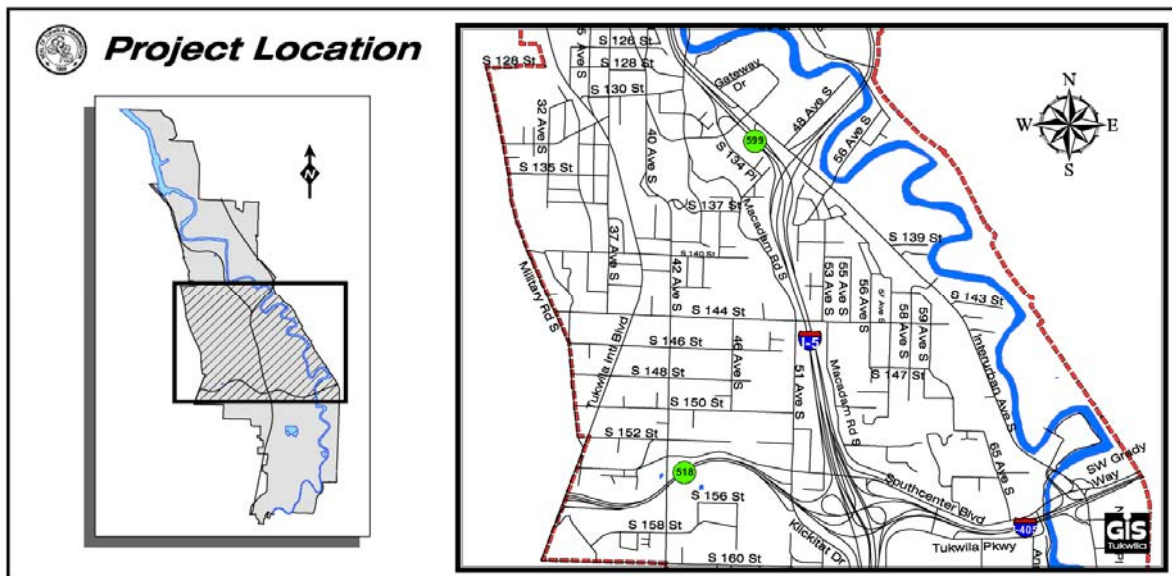 Project Location
N
S 128 St
S 126 St
S 128 St
S 130 St
Gateway Dr
48 Ave S
56 Ave S
N
W
E
S
32 Ave S
40 Ave S
599
S 134 Pl
S 135 St
S 137 St
Macadam Rd S
S 139 St
37 Ave S
42 Ave S
S 140 St
Military Rd S
53 Ave S
55 Ave S
56 Ave S
57 Ave S
58 Ave S
59 Ave S
S 143 St
S 144 St
Tukwila Intl Blvd
S 146 St
46 Ave S
I-5
Interurban Ave S
S 148 St
51 Ave S
Macadam Rd S
S 147 St
S 150 St
S 152 St
65 Ave S
SW Grady Way
518
S 156 St
Southcenter Blvd
S 158 St
Klickitat Dr
Tukwila Pkwy
S 160 St
GIS
Tukwila